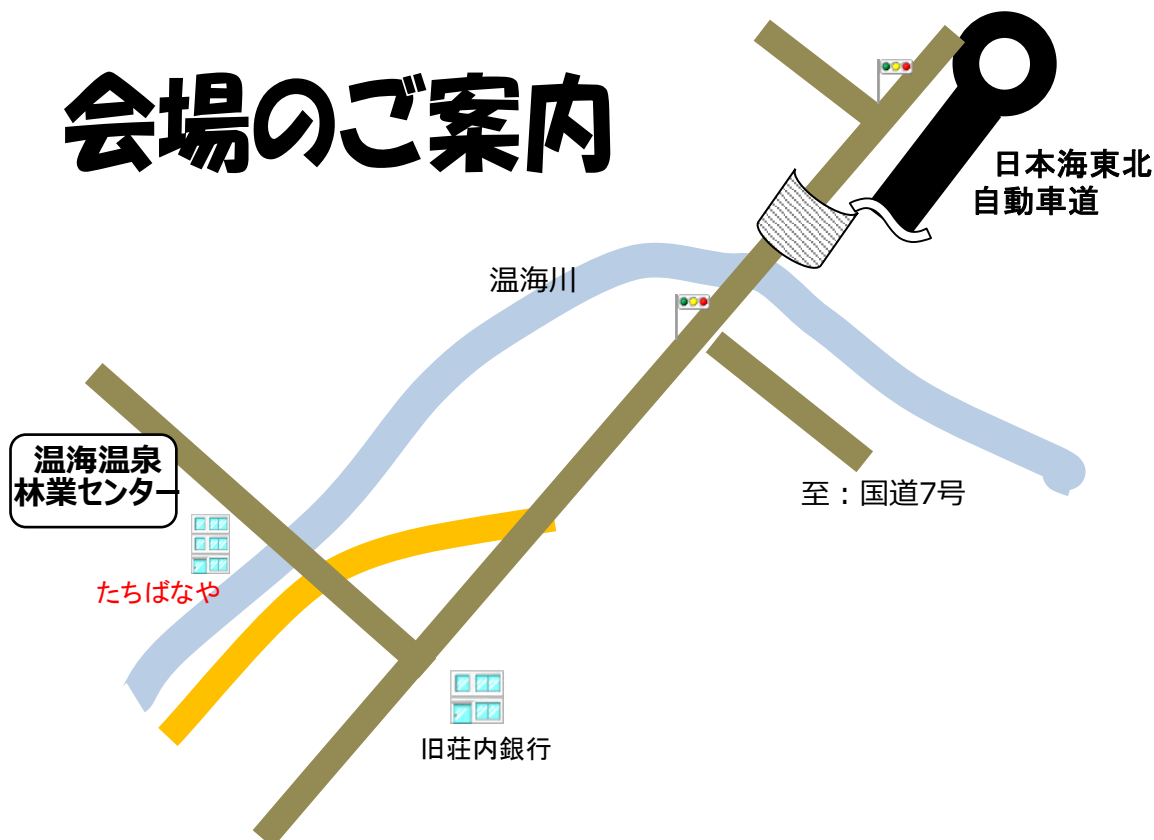 会場のご案内
日本海東北
自動車道
温海川
温海温泉
林業センター
至：国道7号
たちばなや
旧荘内銀行